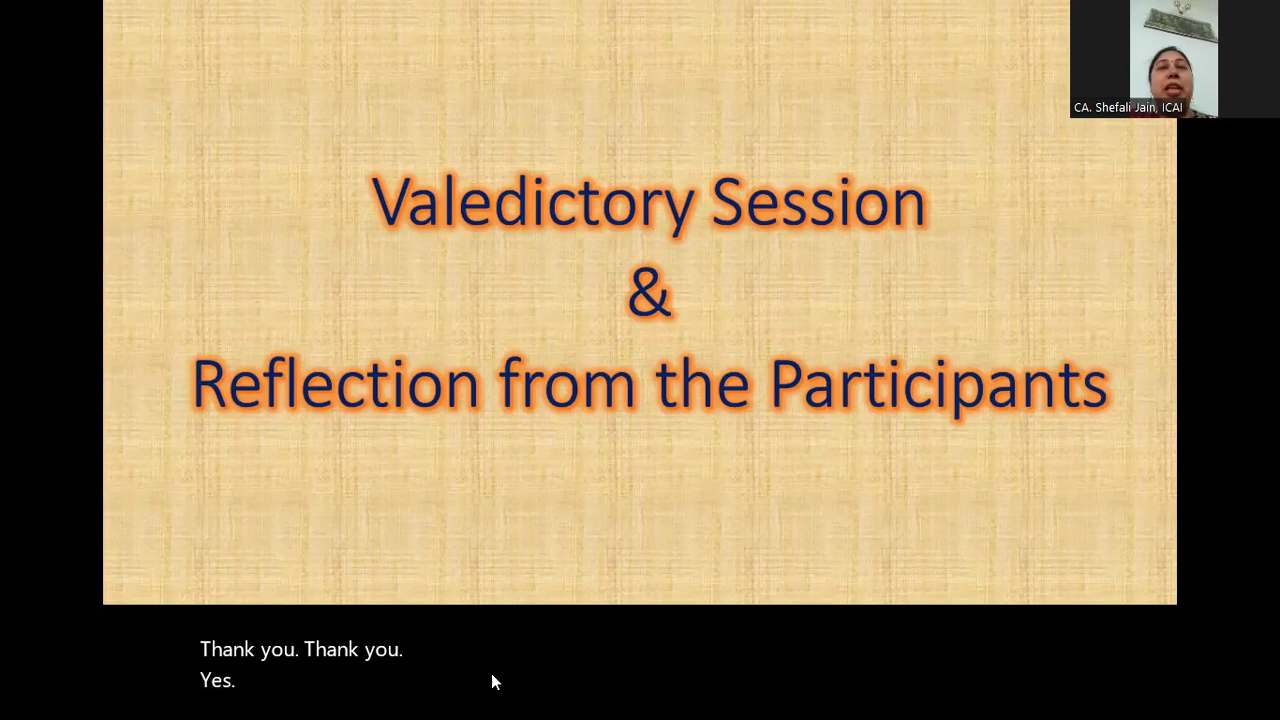 CA. Shefali Jain, ICAI
Valedictory Session
&
Reflection from the Participants
Thank you. Thank you.
Yes.